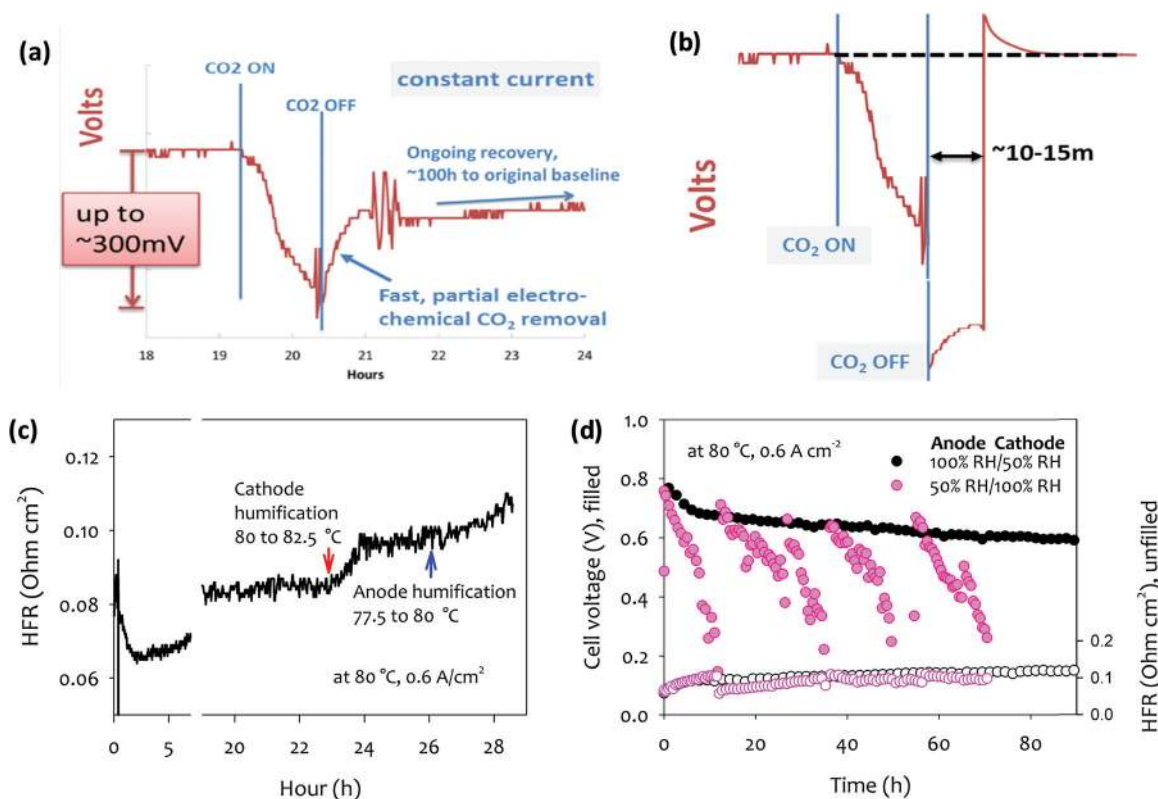 (a)
CO2 ON
constant current
Volts
CO2 OFF
Ongoing recovery,
~100h to original baseline
up to
~300mV
Fast, partial electro-
chemical CO₂ removal
18 19 20 21 22 23 24
Hours
(b)
~10-15m
Volts
CO₂ ON
CO₂ OFF
(c)
0.12
0.10
0.08
0.06
HFR (Ohm cm²)
Cathode
humification
80 to 82.5 °C
Anode humification
77.5 to 80 °C
at 80 °C, 0.6 A/cm²
0 5 20 22 24 26 28
Hour (h)
(d)
1.0
0.8
0.6
0.4
0.2
0.0
Cell voltage (V), filled
at 80 °C, 0.6 A cm⁻²
Anode Cathode
100% RH/50% RH
50% RH/100% RH
0.2
0.1
0.0
HFR (Ohm cm²), unfilled
0 20 40 60 80
Time (h)